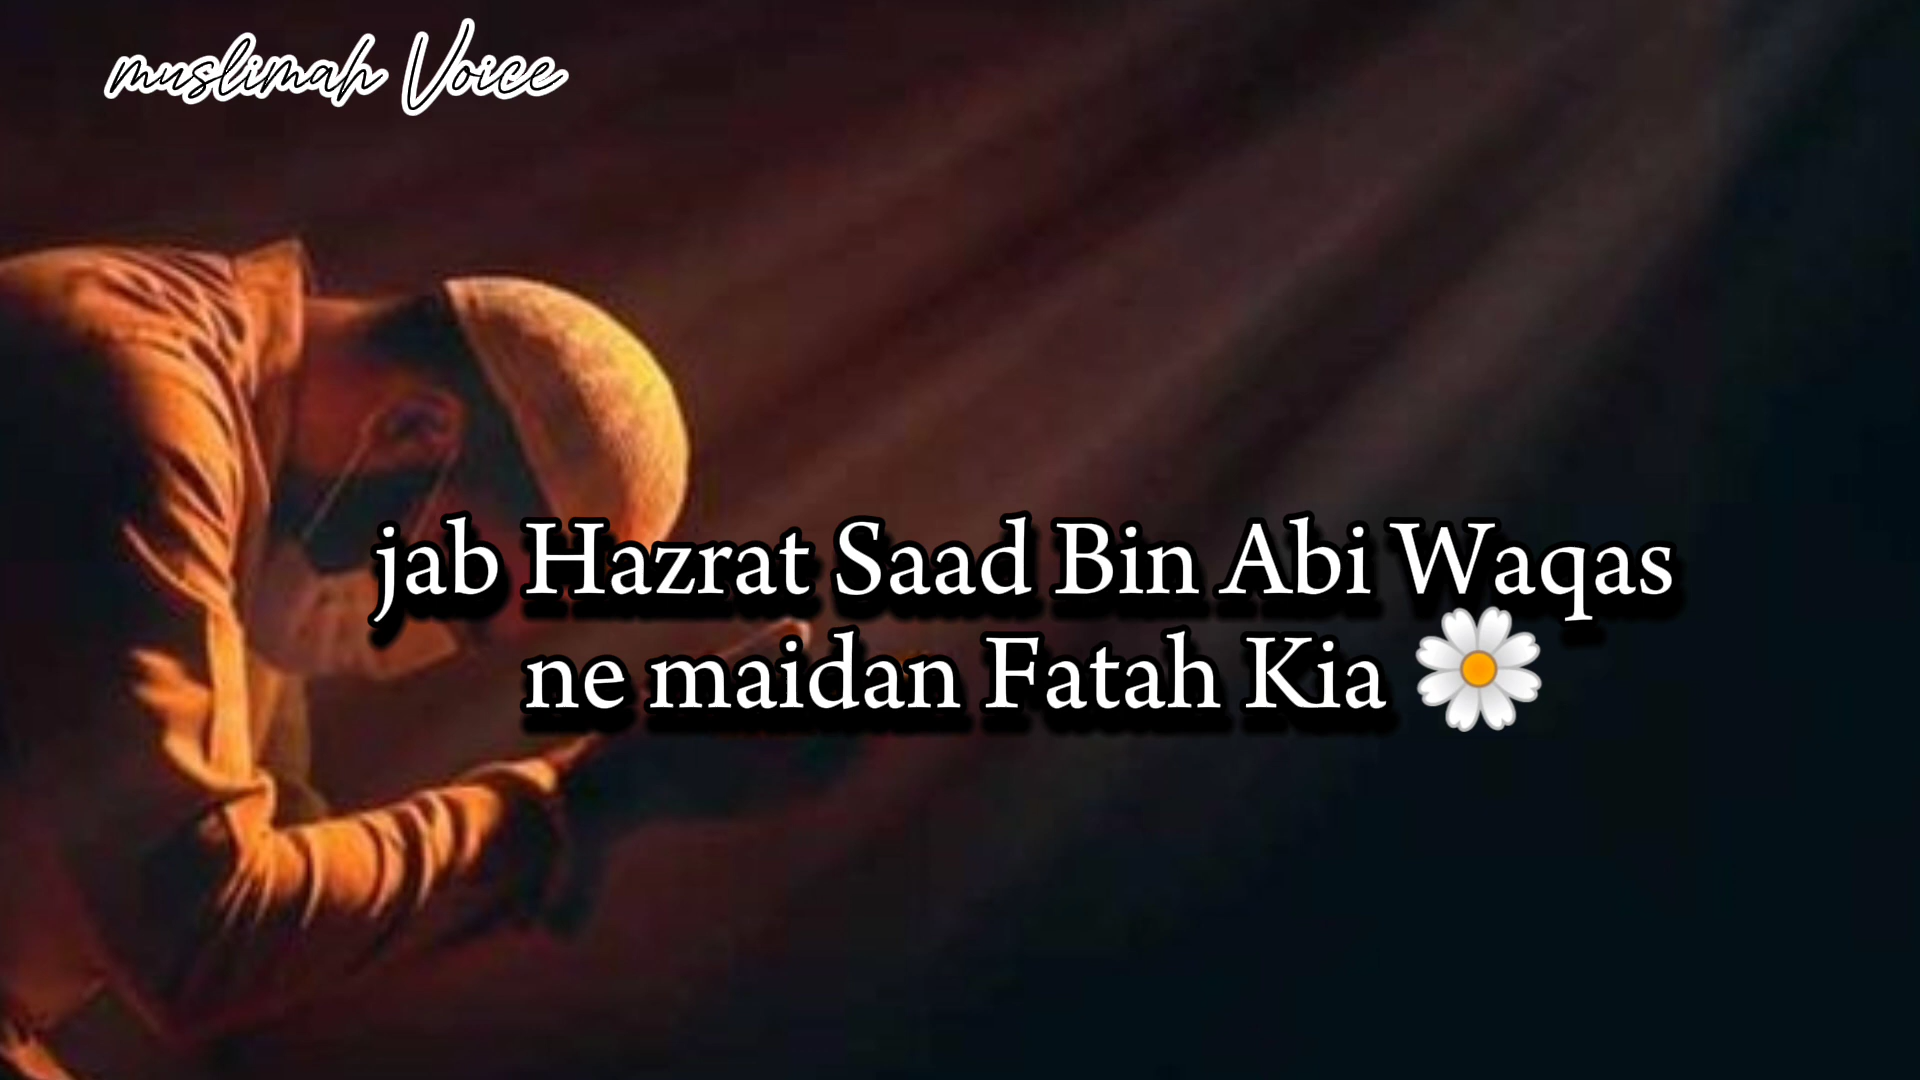 muslimah Voice
jab Hazrat Saad Bin Abi Waqas
ne maidan Fatah Kia 🌼